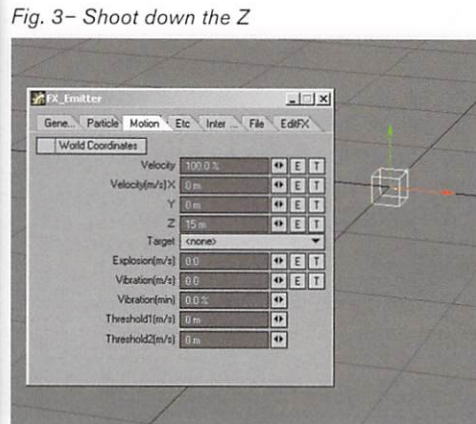 Fig. 3– Shoot down the Z
FX_Emitter
Gene... Particle Motion Etc Inter ... File EditFX
World Coordinates
Velocity 100.0 % E T
Velocity(m/s) X 0 m E T
Y 0 m E T
Z 15 m E T
Target <none>
Explosion(m/s) 0.0 E T
Vibration(m/s) 0.0 E T
Vibration(min) 0.0 %
Threshold1(m/s) 0 m
Threshold2(m/s) 0 m